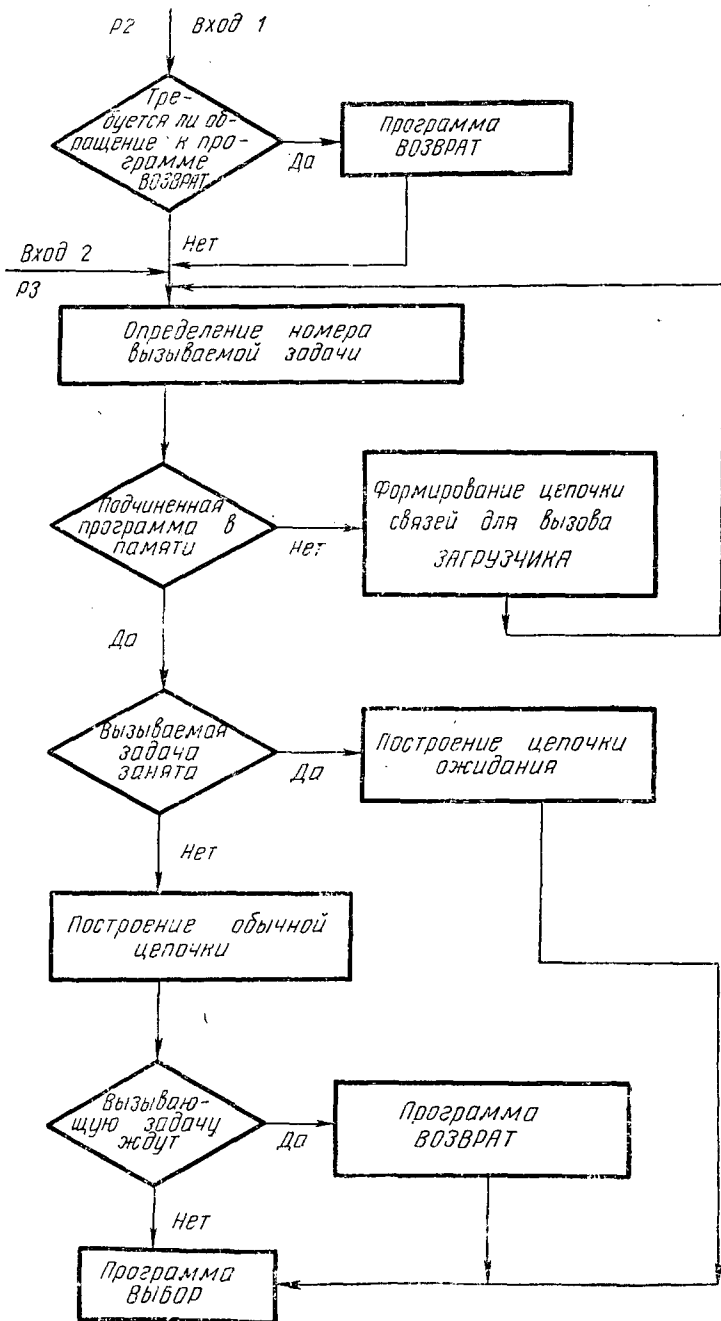 P2 Вход 1
Тре-
буется ли об-
ращение к про-
грамме
ВОЗВРАТ
Да
Программа
ВОЗВРАТ
Нет
Вход 2
P3
Определение номера
вызываемой задачи
Подчиненная
программа в
памяти
Нет
Формирование цепочки
связей для вызова
ЗАГРУЗЧИКА
Да
Вызываемая
задача
занята
Да
Построение цепочки
ожидания
Нет
Построение обычной
цепочки
Вызываю-
щую задачу
ждут
Да
Программа
ВОЗВРАТ
Нет
Программа
ВЫБОР